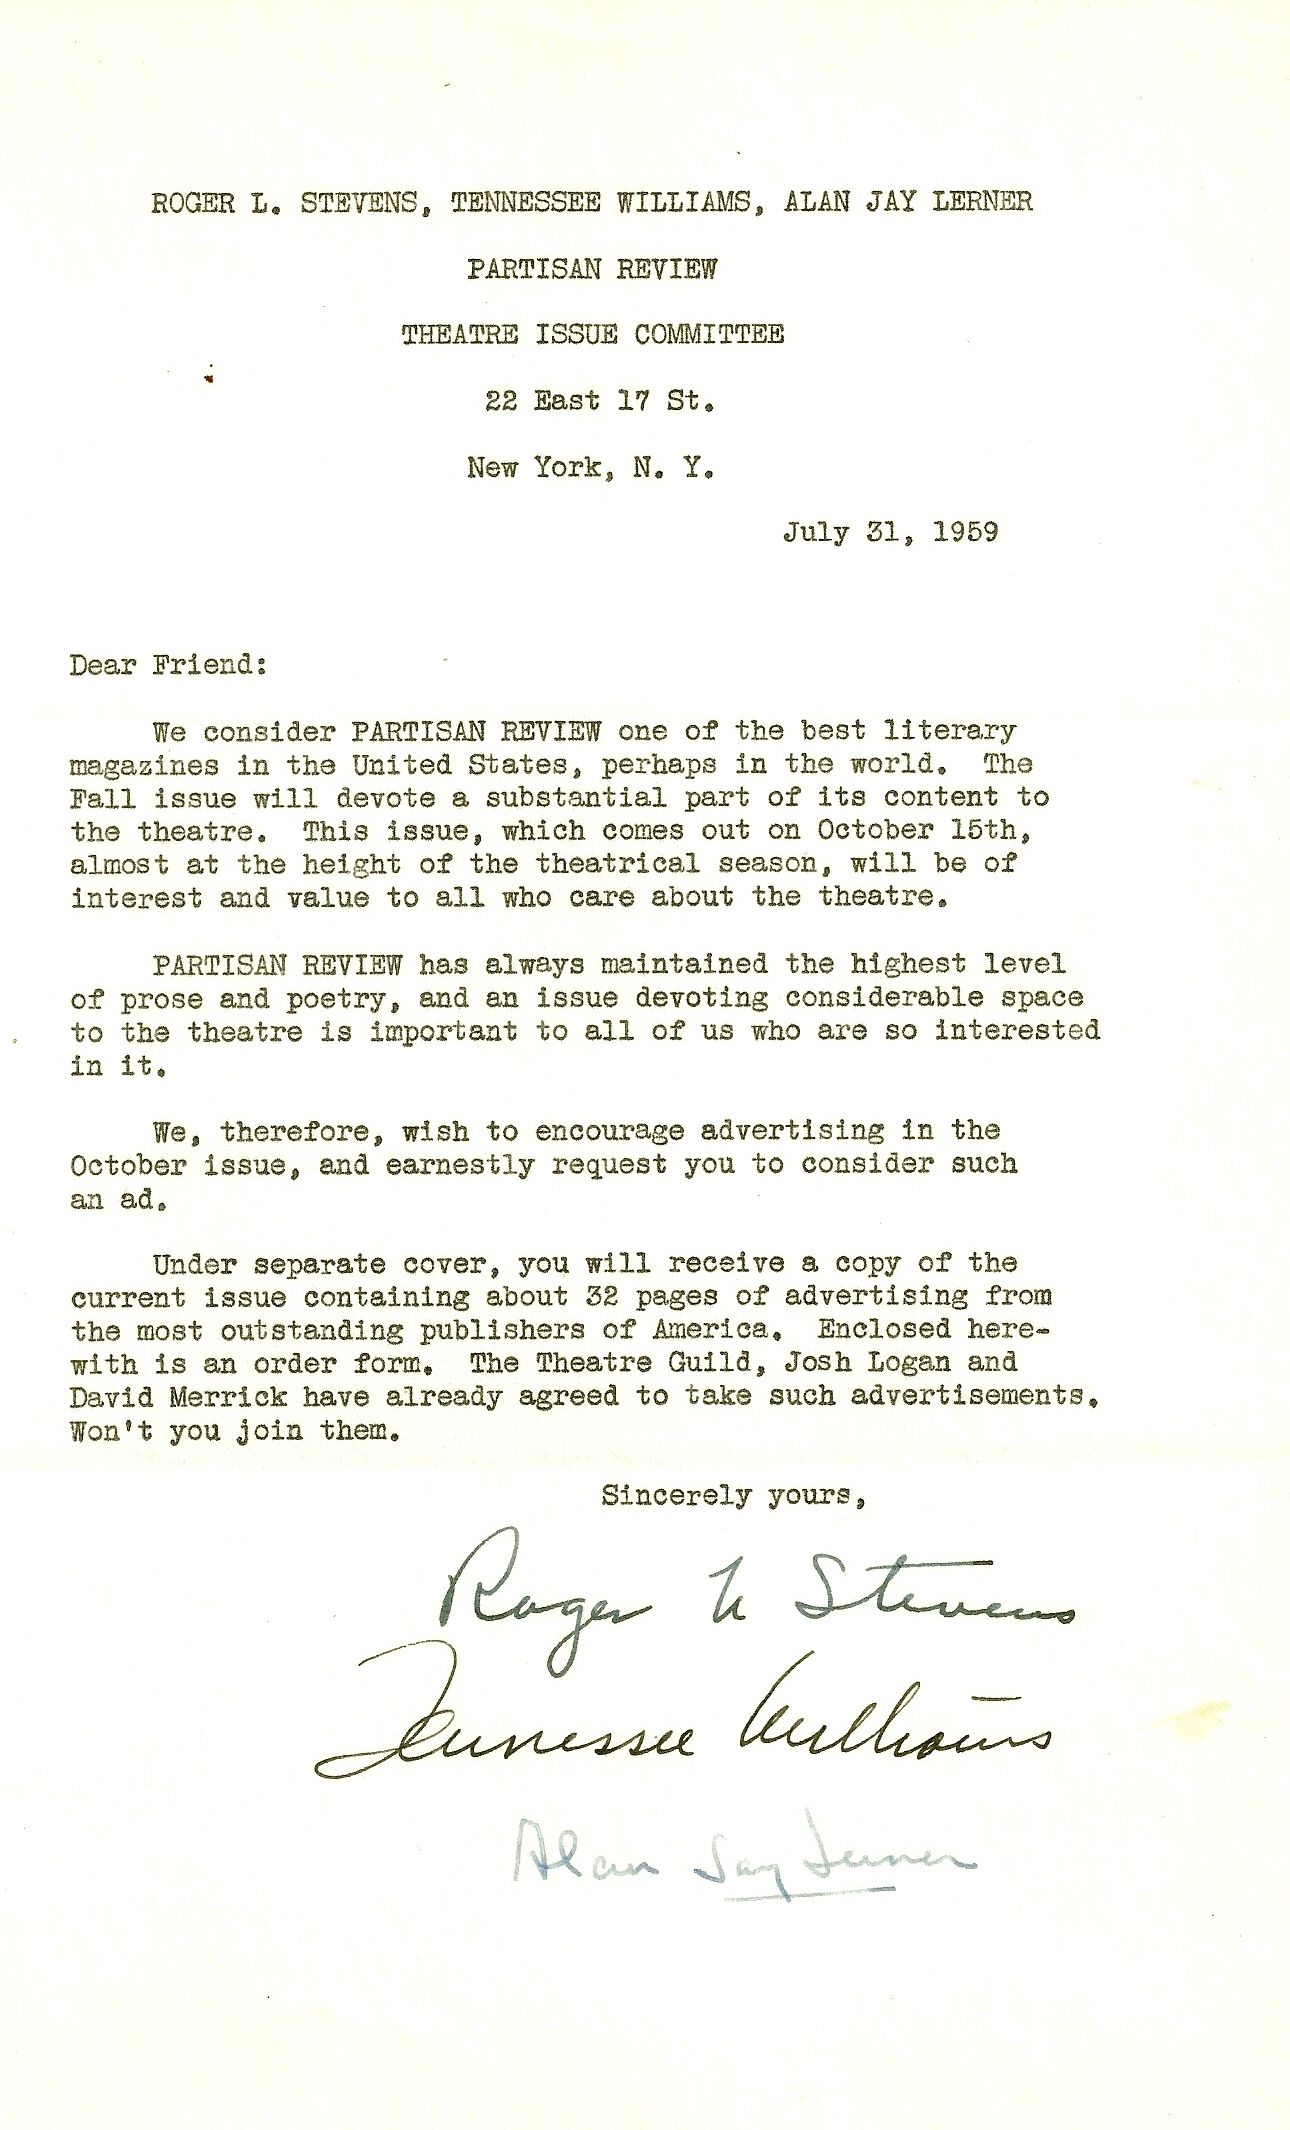 ROGER L. STEVENS, TENNESSEE WILLIAMS, ALAN JAY LERNER
PARTISAN REVIEW
THEATRE ISSUE COMMITTEE
22 East 17 St.
New York, N. Y.
July 31, 1959
Dear Friend:
We consider PARTISAN REVIEW one of the best literary
magazines in the United States, perhaps in the world. The
Fall issue will devote a substantial part of its content to
the theatre. This issue, which comes out on October 15th,
almost at the height of the theatrical season, will be of
interest and value to all who care about the theatre.
PARTISAN REVIEW has always maintained the highest level
of prose and poetry, and an issue devoting considerable space
to the theatre is important to all of us who are so interested
in it.
We, therefore, wish to encourage advertising in the
October issue, and earnestly request you to consider such
an ad.
Under separate cover, you will receive a copy of the
current issue containing about 32 pages of advertising from
the most outstanding publishers of America. Enclosed here-
with is an order form. The Theatre Guild, Josh Logan and
David Merrick have already agreed to take such advertisements.
Won't you join them.
Sincerely yours,
Roger L Stevens
Tennessee Williams
Alan Jay Lerner